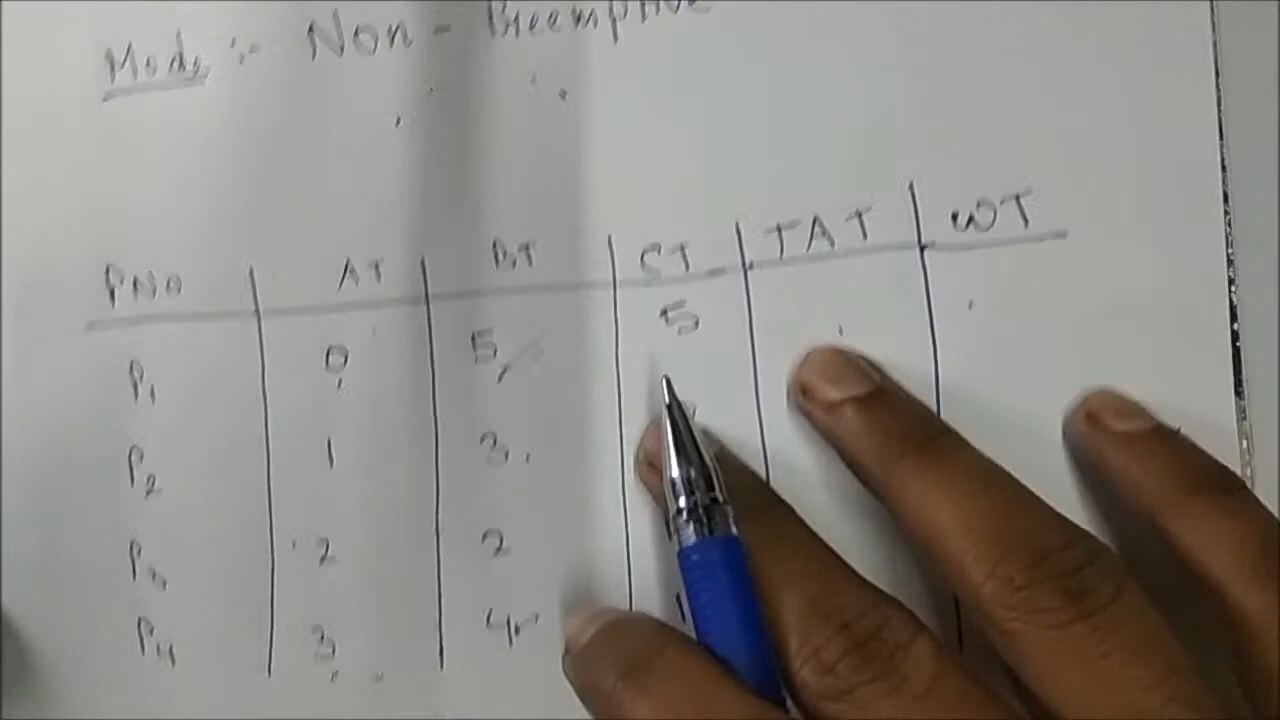 Mode :- Non - Preemptive
PNO AT BT CT TAT WT
P1 0 5 5
P2 1 3
P3 2 2
P4 3 4